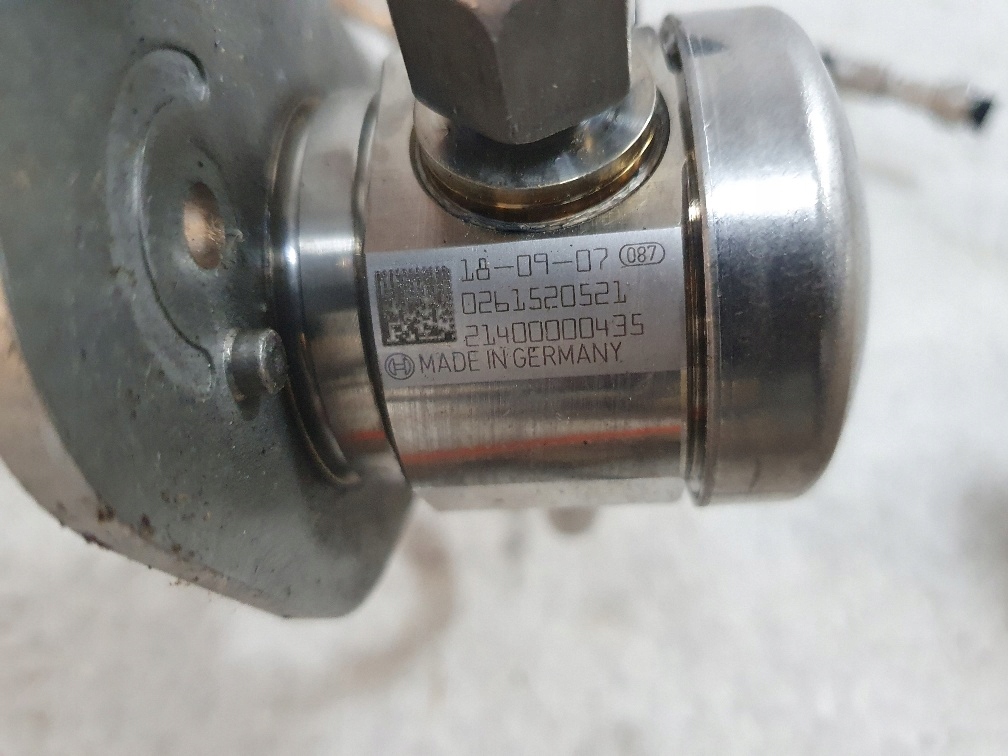 18-09-07 087
0261520521
21400000435
MADE IN GERMANY